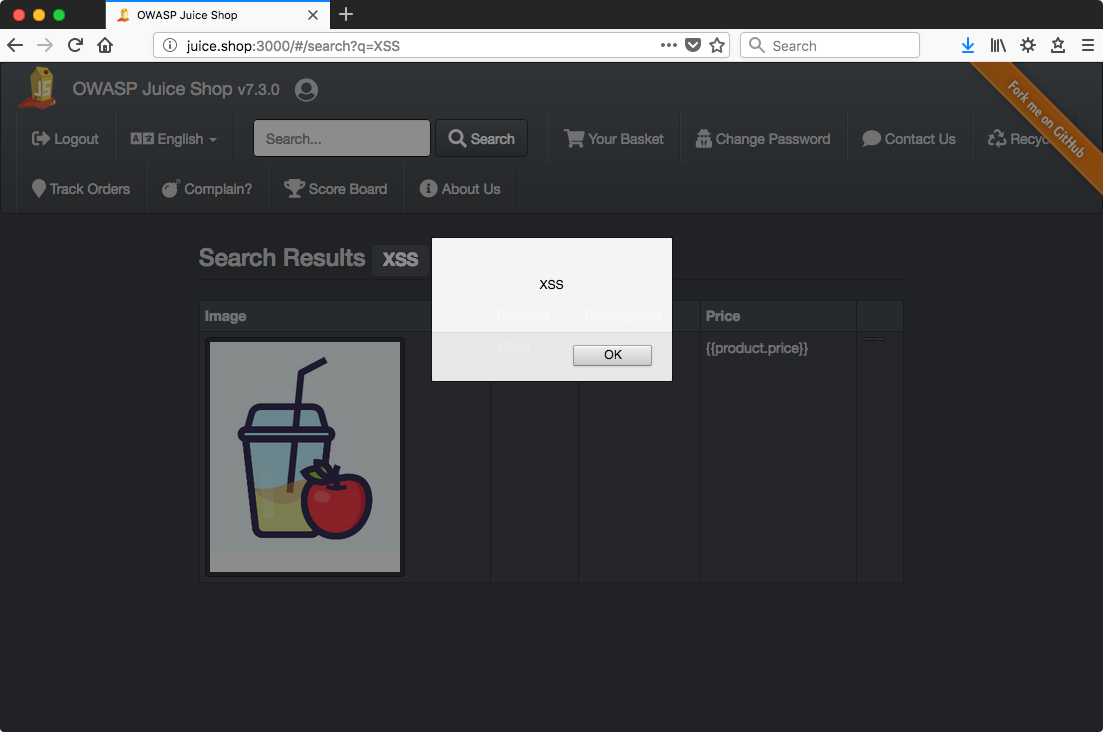 OWASP Juice Shop
juice.shop:3000/#/search?q=XSS
Search
JS
OWASP Juice Shop v7.3.0
Fork me on GitHub
Logout
English
Search...
Search
Your Basket
Change Password
Contact Us
Recyc
Track Orders
Complain?
Score Board
About Us
Search Results XSS
XSS
Image Product Description Price
{{product.price}}
OK